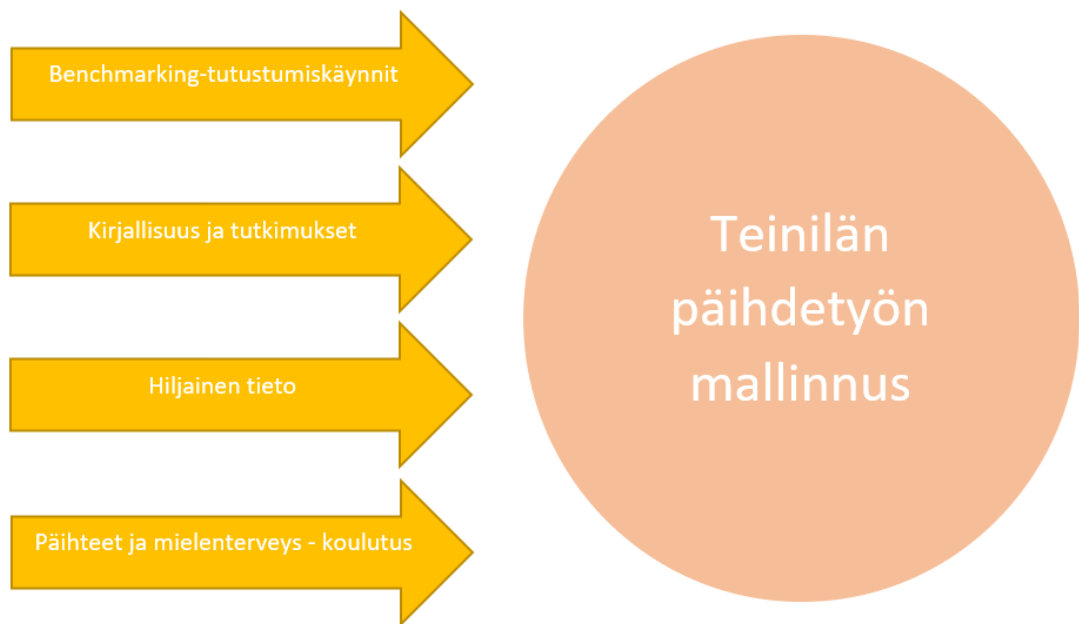 Benchmarking-tutustumiskäynnit
Kirjallisuus ja tutkimukset
Hiljainen tieto
Päihteet ja mielenterveys - koulutus
Teinilän
päihdetyön
mallinnus